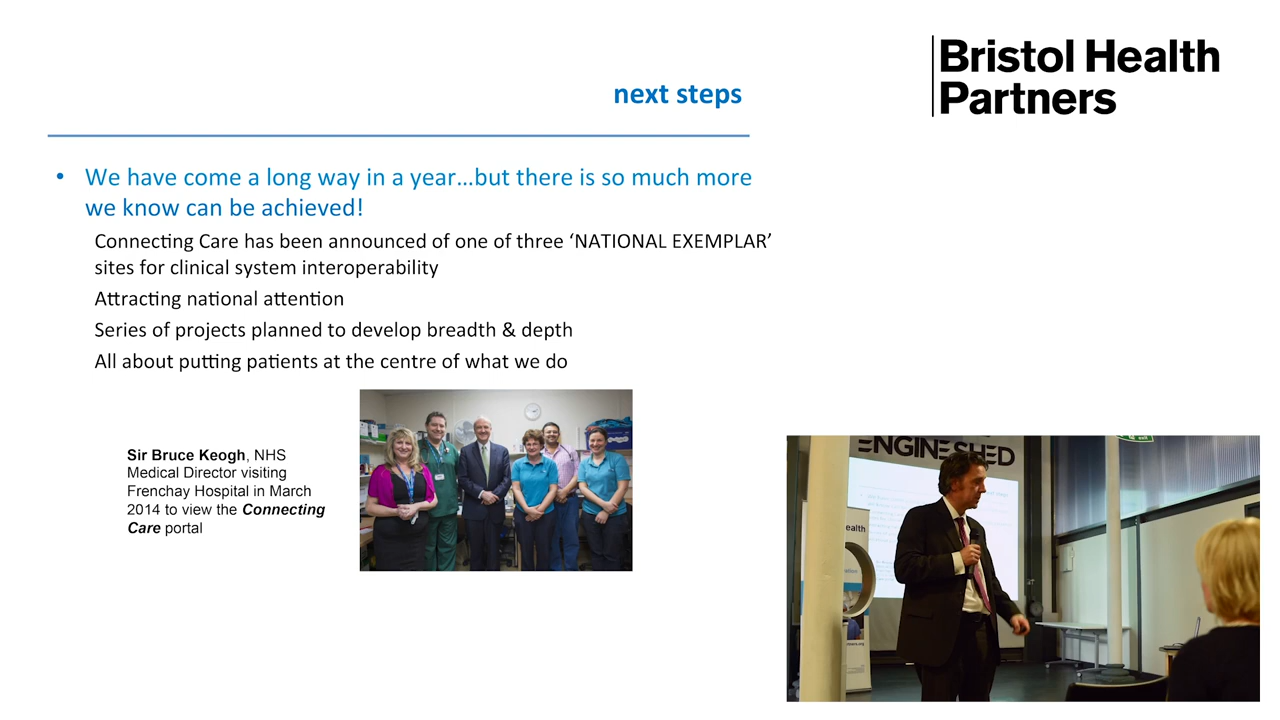 Bristol Health
Partners
next steps
• We have come a long way in a year…but there is so much more
we know can be achieved!
Connecting Care has been announced of one of three ‘NATIONAL EXEMPLAR’
sites for clinical system interoperability
Attracting national attention
Series of projects planned to develop breadth & depth
All about putting patients at the centre of what we do
Sir Bruce Keogh, NHS
Medical Director visiting
Frenchay Hospital in March
2014 to view the Connecting
Care portal
ENGINE SHED
ealth